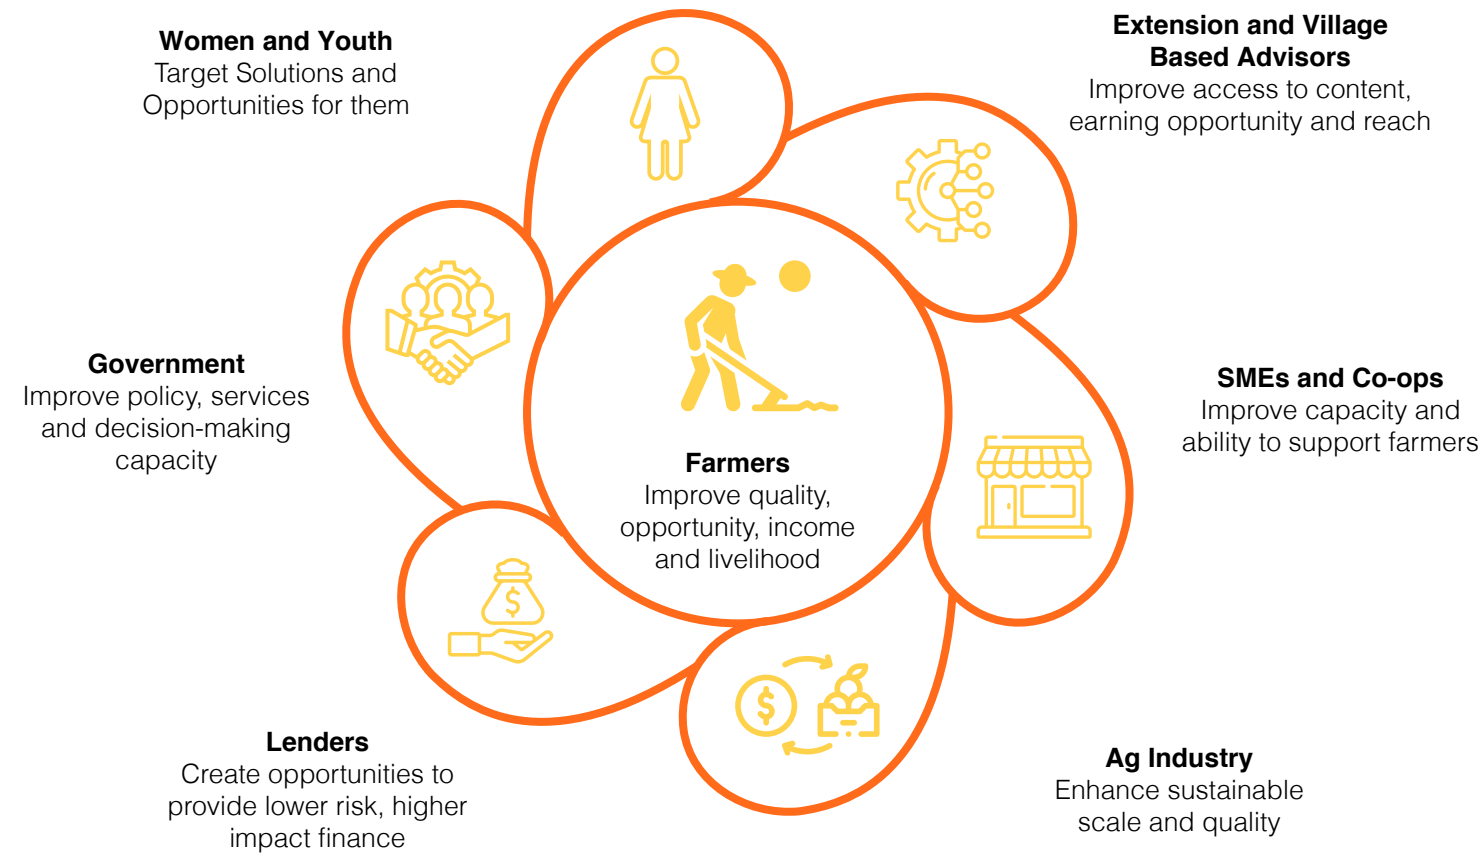 Women and Youth
Target Solutions and
Opportunities for them
Extension and Village
Based Advisors
Improve access to content,
earning opportunity and reach
Government
Improve policy, services
and decision-making
capacity
SMEs and Co-ops
Improve capacity and
ability to support farmers
Farmers
Improve quality,
opportunity, income
and livelihood
Lenders
Create opportunities to
provide lower risk, higher
impact finance
Ag Industry
Enhance sustainable
scale and quality
$
$